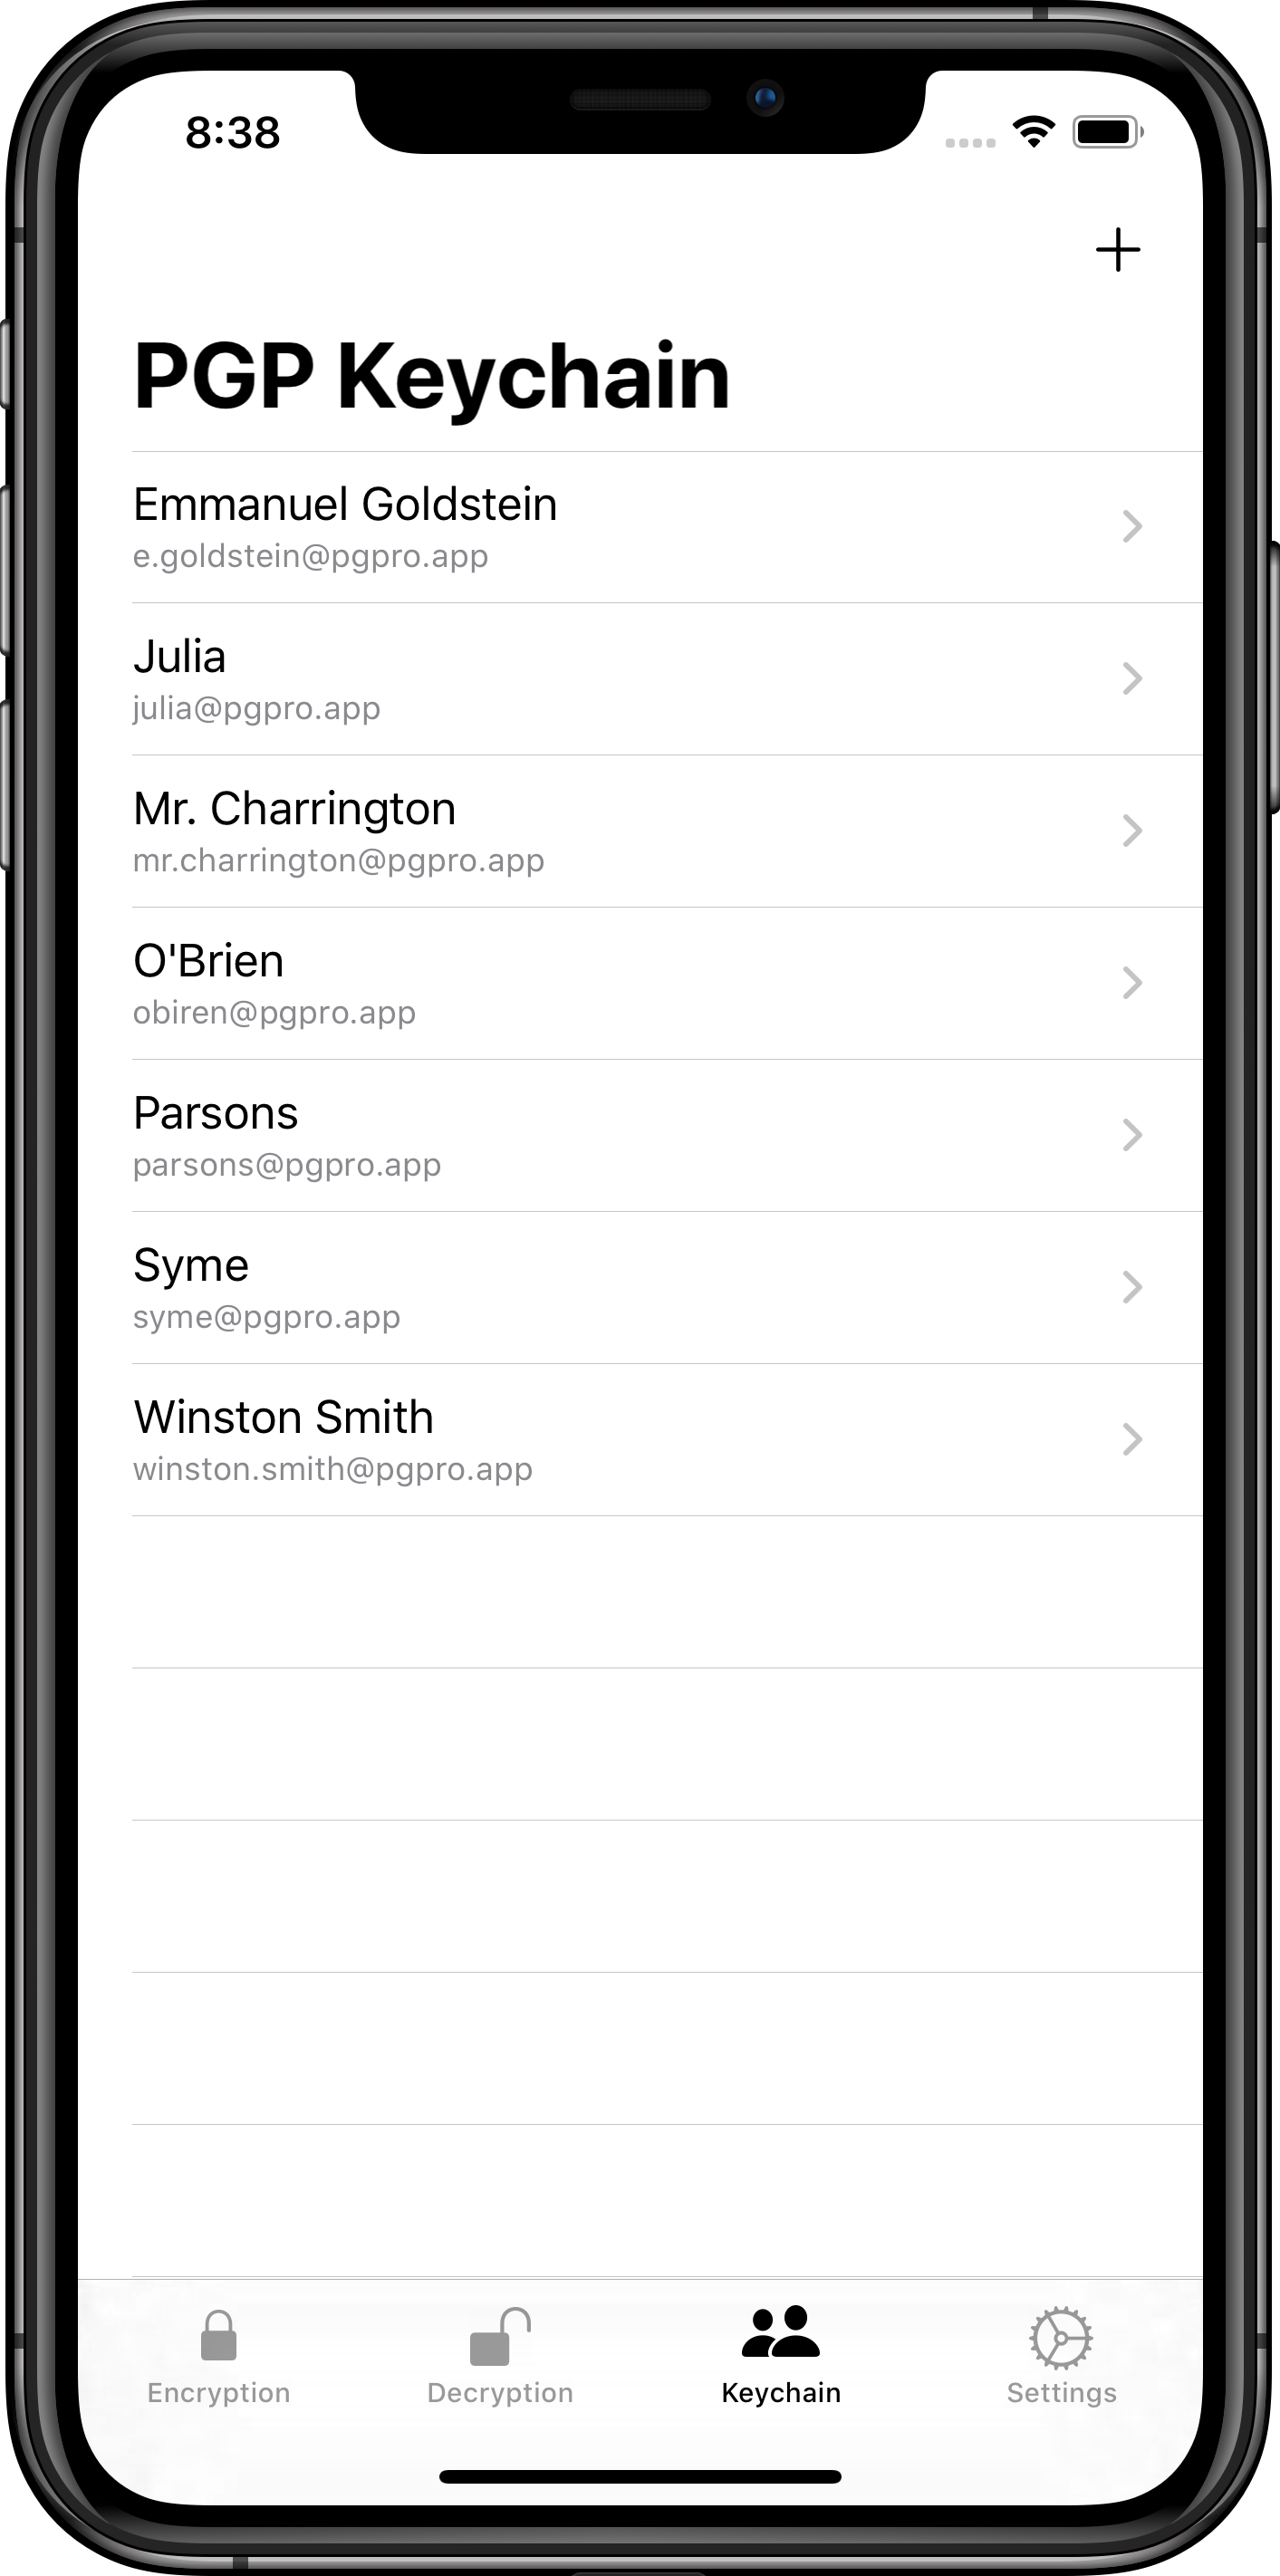 8:38
PGP Keychain
Emmanuel Goldstein
e.goldstein@pgpro.app
Julia
julia@pgpro.app
Mr. Charrington
mr.charrington@pgpro.app
O'Brien
obiren@pgpro.app
Parsons
parsons@pgpro.app
Syme
syme@pgpro.app
Winston Smith
winston.smith@pgpro.app
Encryption
Decryption
Keychain
Settings